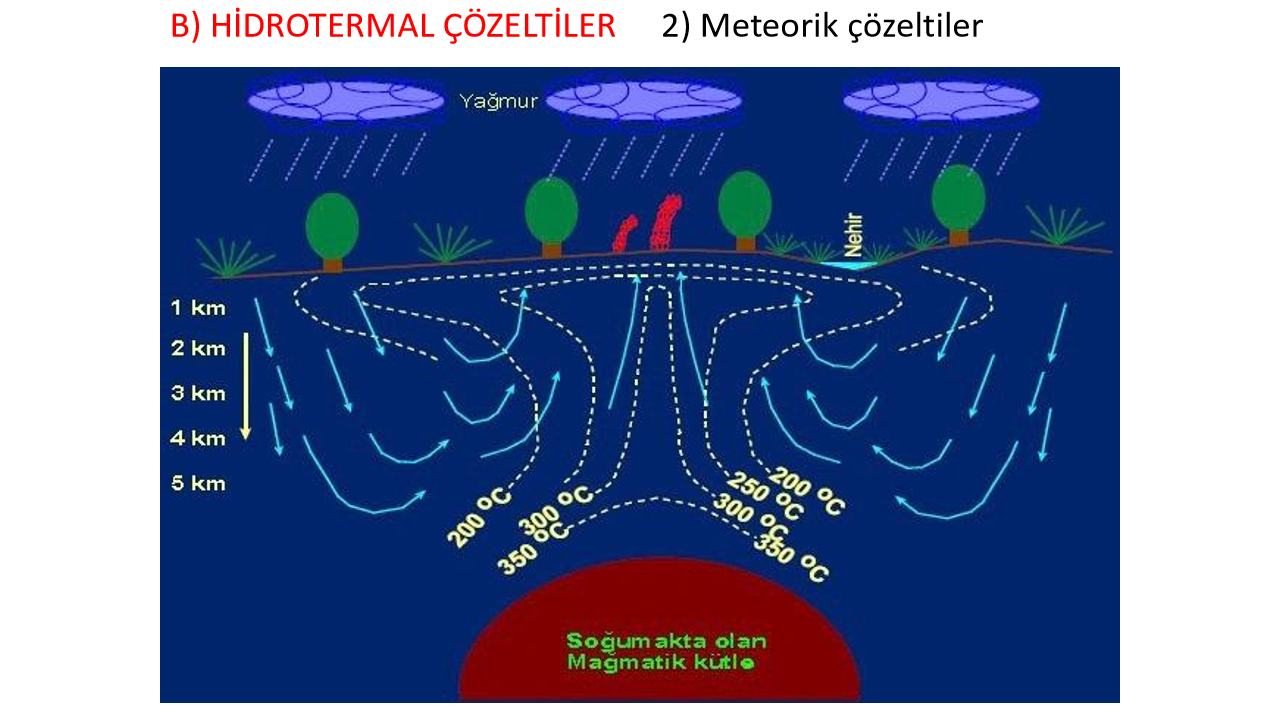 B) HİDROTERMAL ÇÖZELTİLER 2) Meteorik çözeltiler
Yağmur
Nehir
1 km
2 km
3 km
4 km
5 km
200 ºC
300 ºC
350 ºC
200 ºC
250 ºC
300 ºC
350 ºC
Soğumakta olan
Mağmatik kütle